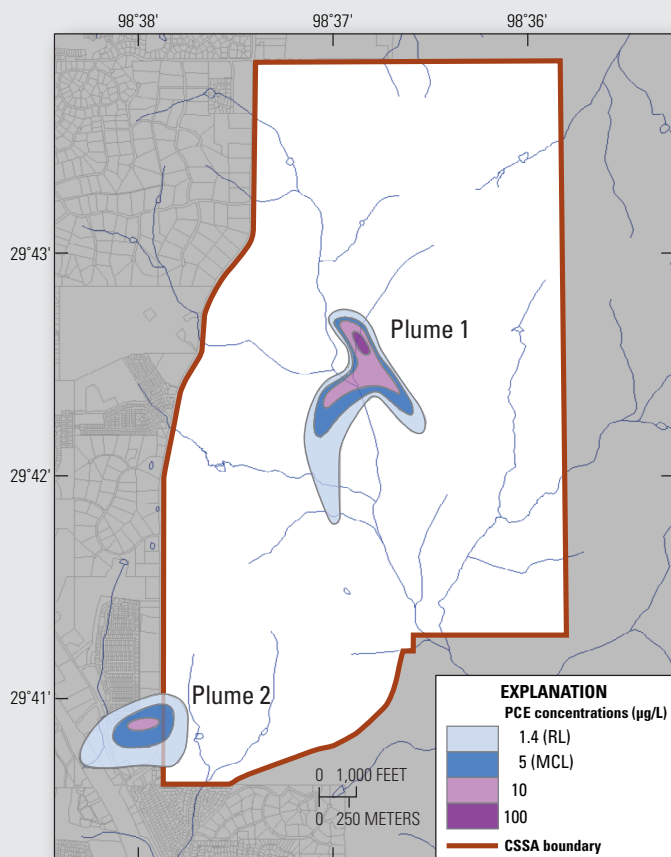 98°38' 98°37' 98°36'
29°43'
Plume 1
29°42'
29°41'
Plume 2
0 1,000 FEET
0 250 METERS
EXPLANATION
PCE concentrations (µg/L)
1.4 (RL)
5 (MCL)
10
100
CSSA boundary